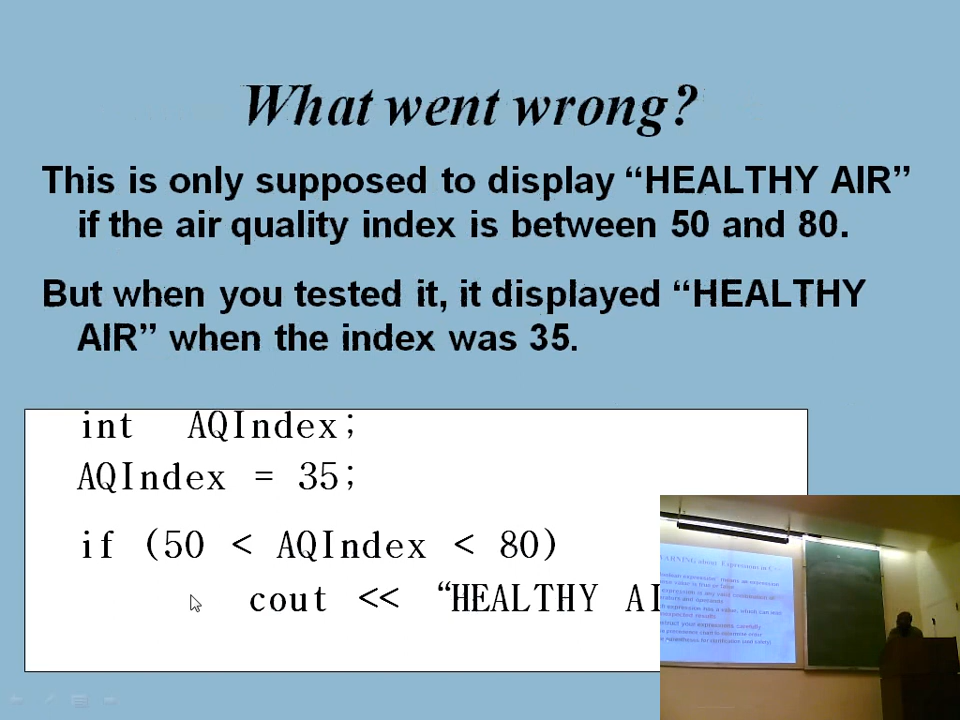 What went wrong?
This is only supposed to display “HEALTHY AIR”
if the air quality index is between 50 and 80.
But when you tested it, it displayed “HEALTHY
AIR” when the index was 35.
int AQIndex;
AQIndex = 35;
if (50 < AQIndex < 80)
cout << “HEALTHY AI